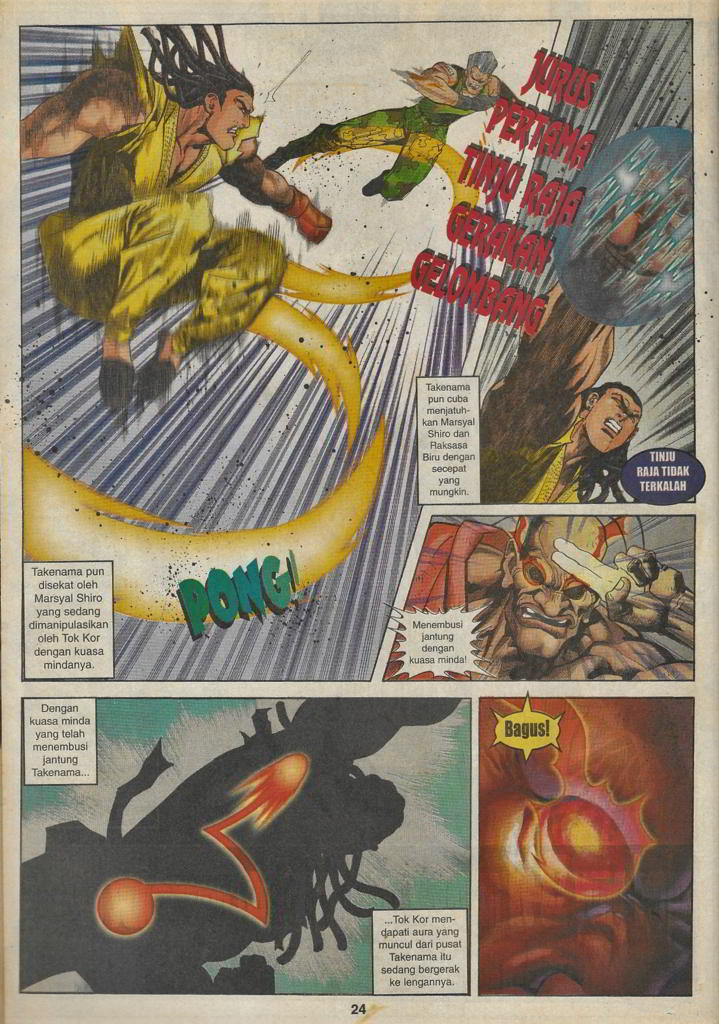 JURUS
PERTAMA
TINJU RAJA
GERAKAN
GELOMBANG
Takenama
pun cuba
menjatuh-
kan Marsyal
Shiro dan
Raksasa
Biru dengan
secepat
yang
mungkin.
TINJU
RAJA TIDAK
TERKALAH
Takenama pun
disekat oleh
Marsyal Shiro
yang sedang
dimanipulasikan
oleh Tok Kor
dengan kuasa
mindanya.
PONG!
Menembusi
jantung
dengan
kuasa minda!
Dengan
kuasa minda
yang telah
menembusi
jantung
Takenama...
...Tok Kor men-
dapati aura yang
muncul dari pusat
Takenama itu
sedang bergerak
ke lengannya.
Bagus!
24